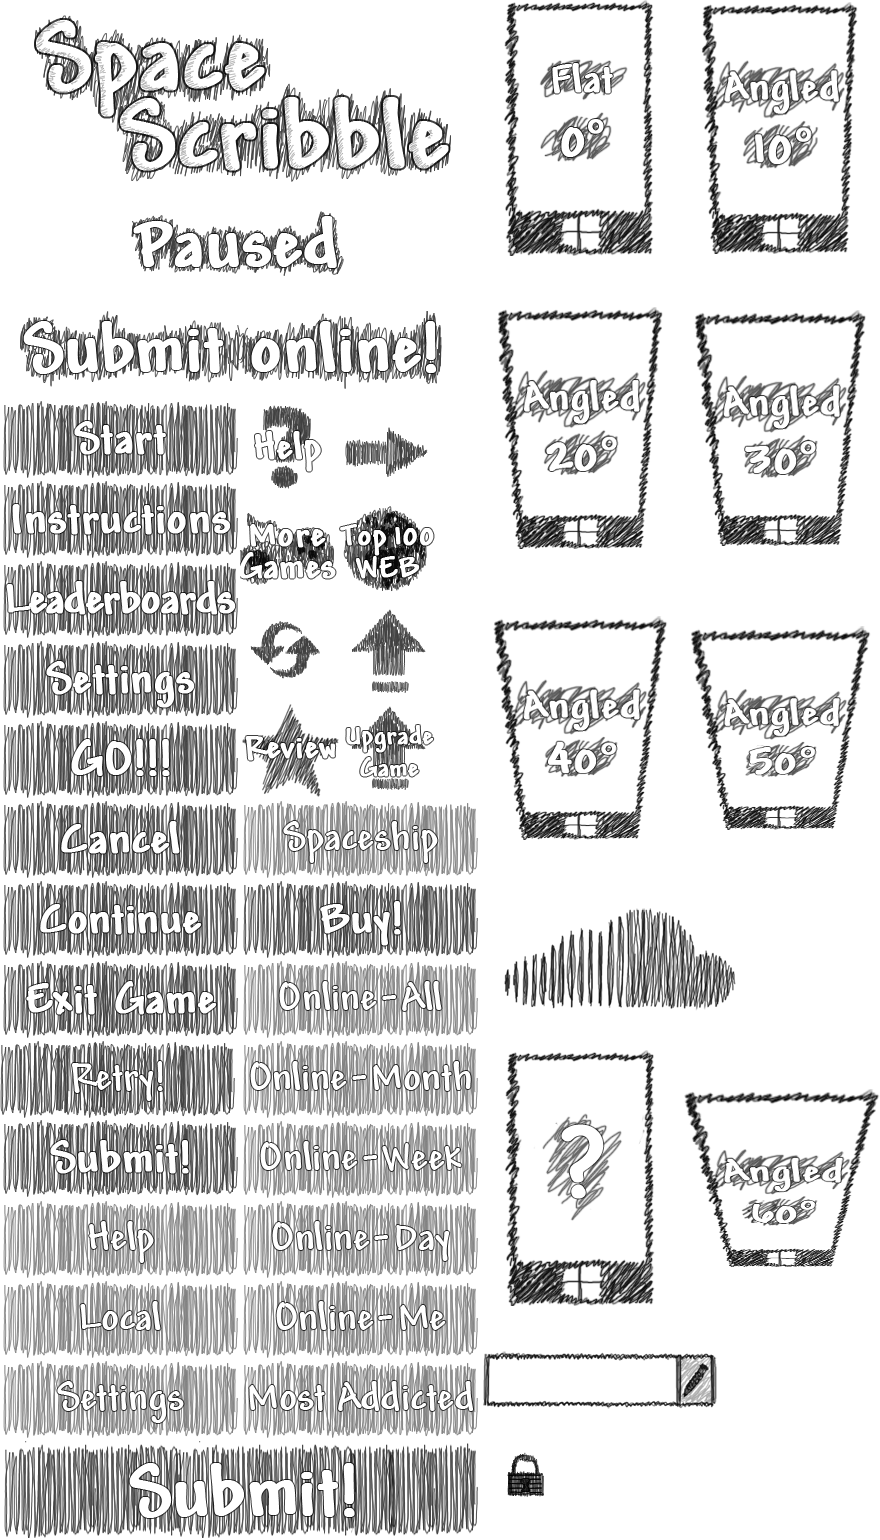 Space
Scribble
Paused
Submit online!
Start
Instructions
Leaderboards
Settings
GO!!!
Cancel
Continue
Exit Game
Retry!
Submit!
Help
Local
Settings
Submit!
Help
More
Games
Top 100
WEB
Review
Upgrade
Game
Spaceship
Buy!
Online-All
Online-Month
Online-Week
Online-Day
Online-Me
Most Addicted
Flat
0°
Angled
10°
Angled
20°
Angled
30°
Angled
40°
Angled
50°
?
Angled
60°